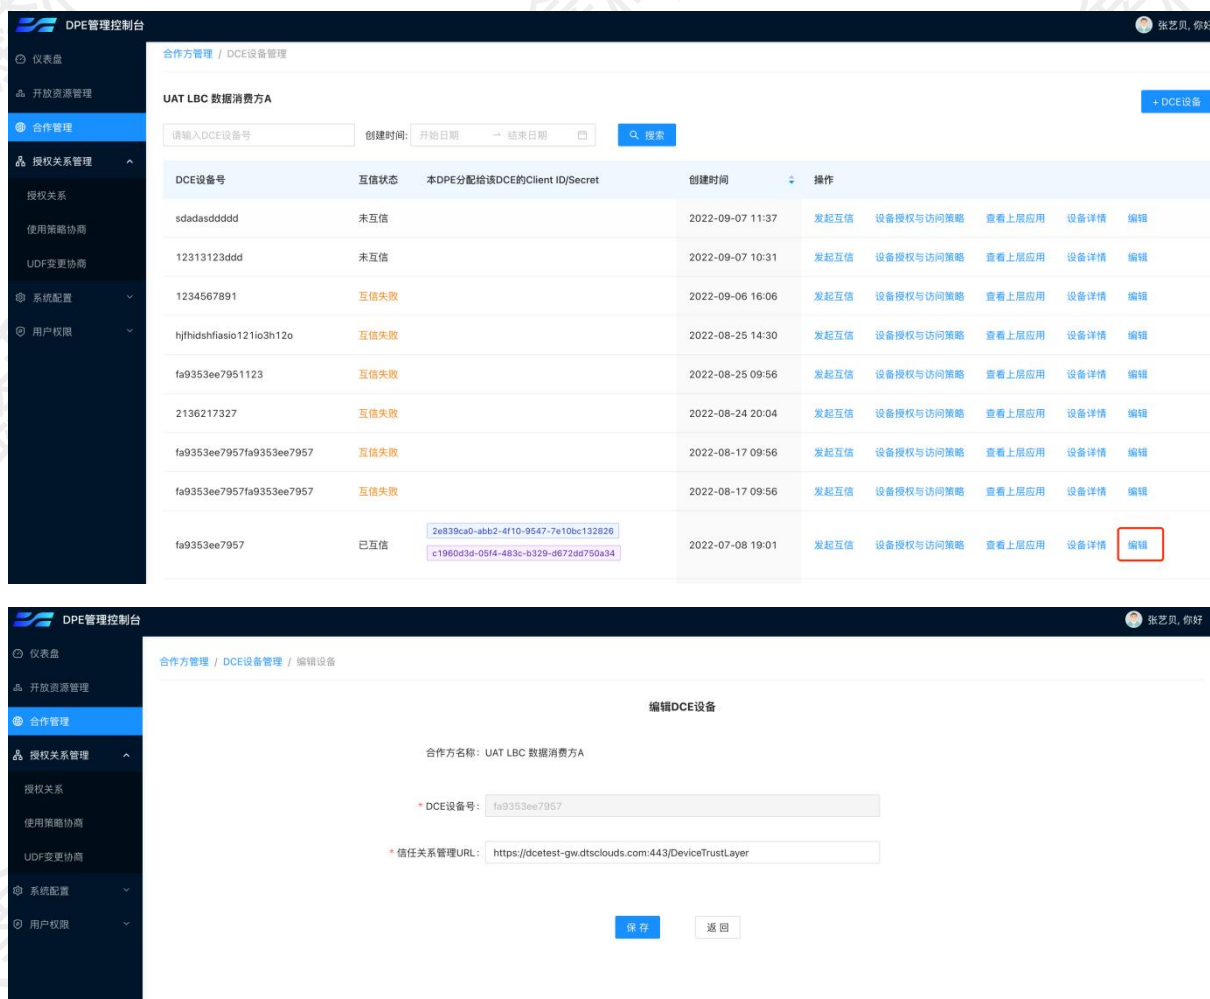 DPE管理控制台
张艺贝, 你好
仪表盘
开放资源管理
合作管理
授权关系管理
授权关系
使用策略协商
UDF变更协商
系统配置
用户权限
合作方管理 / DCE设备管理
UAT LBC 数据消费方A
+ DCE设备
请输入DCE设备号 创建时间: 开始日期 → 结束日期 搜索
DCE设备号 互信状态 本DPE分配给该DCE的Client ID/Secret 创建时间 操作
sdadasddddd 未互信 2022-09-07 11:37 发起互信 设备授权与访问策略 查看上层应用 设备详情 编辑
12313123ddd 未互信 2022-09-07 10:31 发起互信 设备授权与访问策略 查看上层应用 设备详情 编辑
1234567891 互信失败 2022-09-06 16:06 发起互信 设备授权与访问策略 查看上层应用 设备详情 编辑
hjfhidshfiasio121io3h12o 互信失败 2022-08-25 14:30 发起互信 设备授权与访问策略 查看上层应用 设备详情 编辑
fa9353ee7951123 互信失败 2022-08-25 09:56 发起互信 设备授权与访问策略 查看上层应用 设备详情 编辑
2136217327 互信失败 2022-08-24 20:04 发起互信 设备授权与访问策略 查看上层应用 设备详情 编辑
fa9353ee7957fa9353ee7957 互信失败 2022-08-17 09:56 发起互信 设备授权与访问策略 查看上层应用 设备详情 编辑
fa9353ee7957fa9353ee7957 互信失败 2022-08-17 09:56 发起互信 设备授权与访问策略 查看上层应用 设备详情 编辑
2e839ca0-abb2-4f10-9547-7e10bc132826
fa9353ee7957 已互信 2022-07-08 19:01 发起互信 设备授权与访问策略 查看上层应用 设备详情 编辑
c1960d3d-05f4-483c-b329-d672dd750a34
DPE管理控制台
张艺贝, 你好
仪表盘
开放资源管理
合作管理
授权关系管理
授权关系
使用策略协商
UDF变更协商
系统配置
用户权限
合作方管理 / DCE设备管理 / 编辑设备
编辑DCE设备
合作方名称: UAT LBC 数据消费方A
* DCE设备号: fa9353ee7957
* 信任关系管理URL: https://dcetest-gw.dtsclouds.com:443/DeviceTrustLayer
保 存 返 回